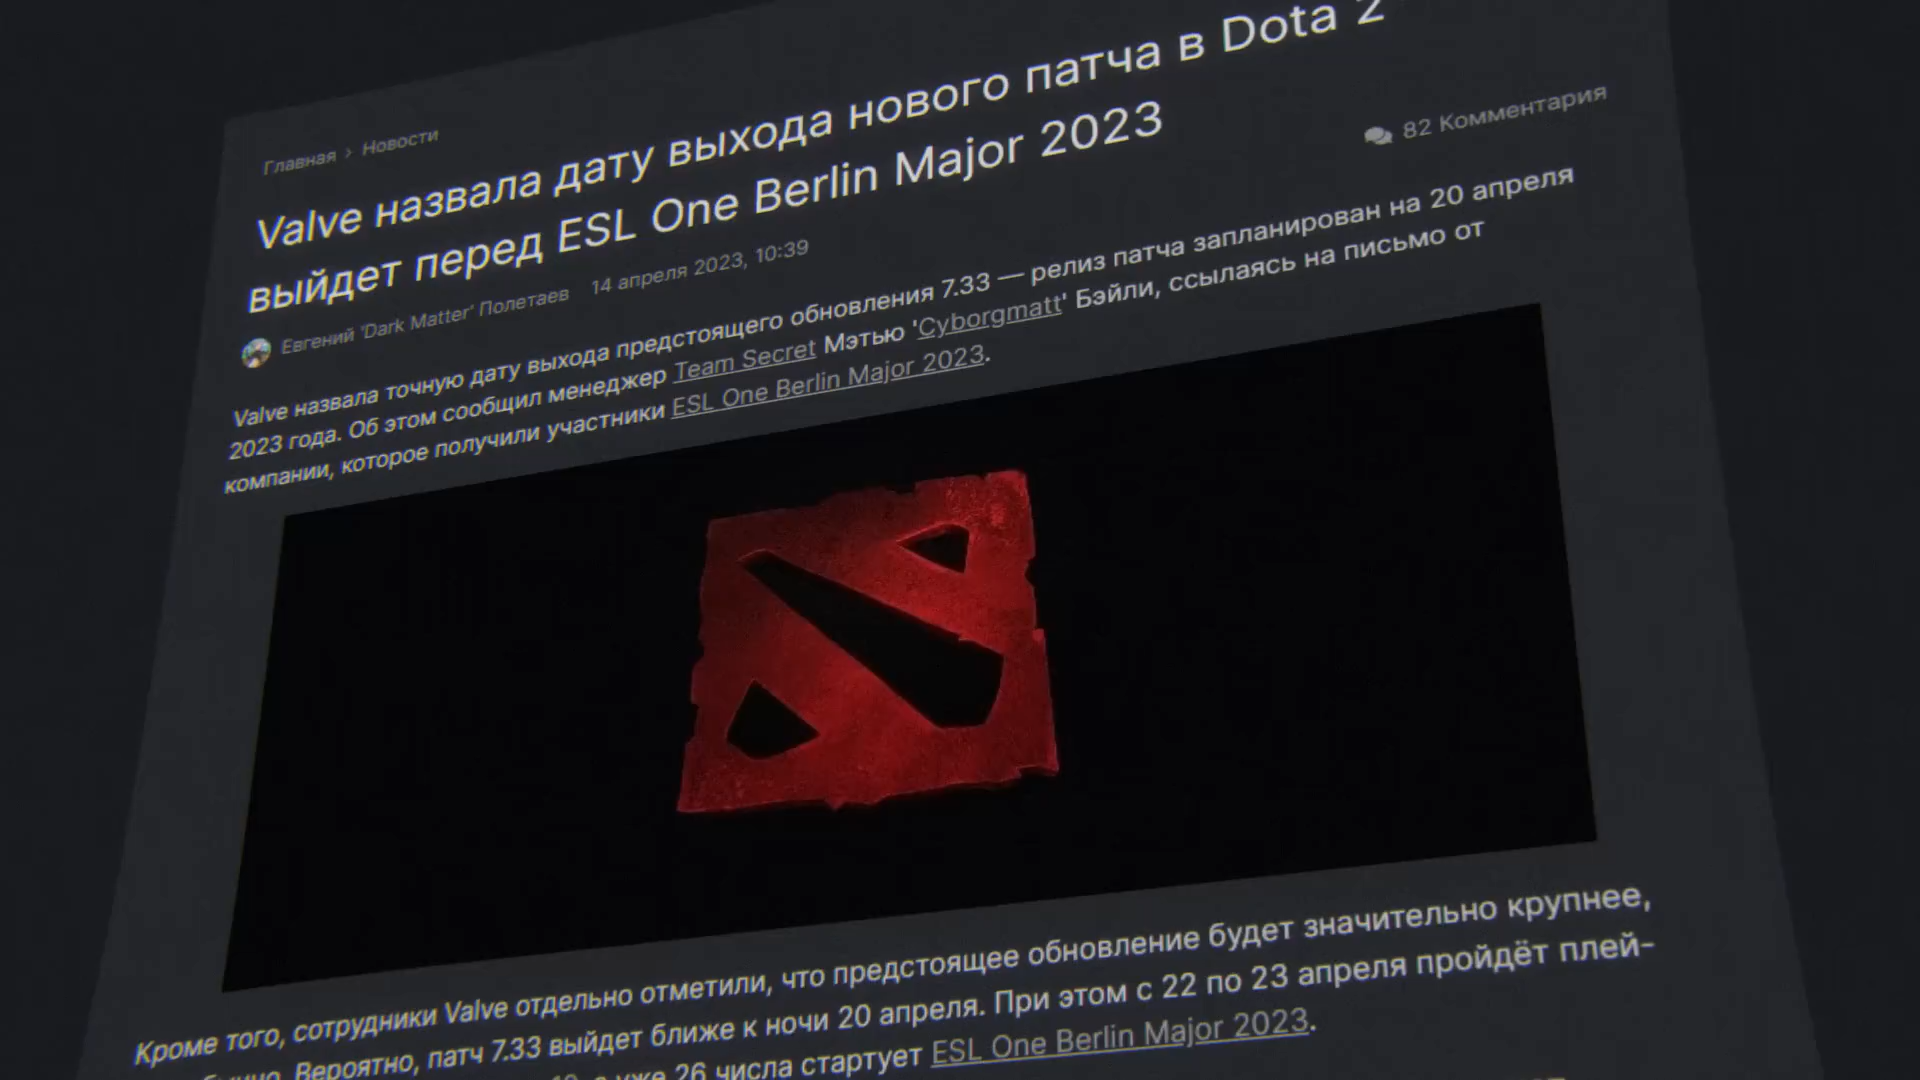 Главная › Новости
Valve назвала дату выхода нового патча в Dota 2
выйдет перед ESL One Berlin Major 2023
82 Комментария
Евгений 'Dark Matter' Полетаев 14 апреля 2023, 10:39
Valve назвала точную дату выхода предстоящего обновления 7.33 — релиз патча запланирован на 20 апреля
2023 года. Об этом сообщил менеджер Team Secret Мэтью 'Cyborgmatt' Бэйли, ссылаясь на письмо от
компании, которое получили участники ESL One Berlin Major 2023.
Кроме того, сотрудники Valve отдельно отметили, что предстоящее обновление будет значительно крупнее,
Вероятно, патч 7.33 выйдет ближе к ночи 20 апреля. При этом с 22 по 23 апреля пройдёт плей-
уже 26 числа стартует ESL One Berlin Major 2023.